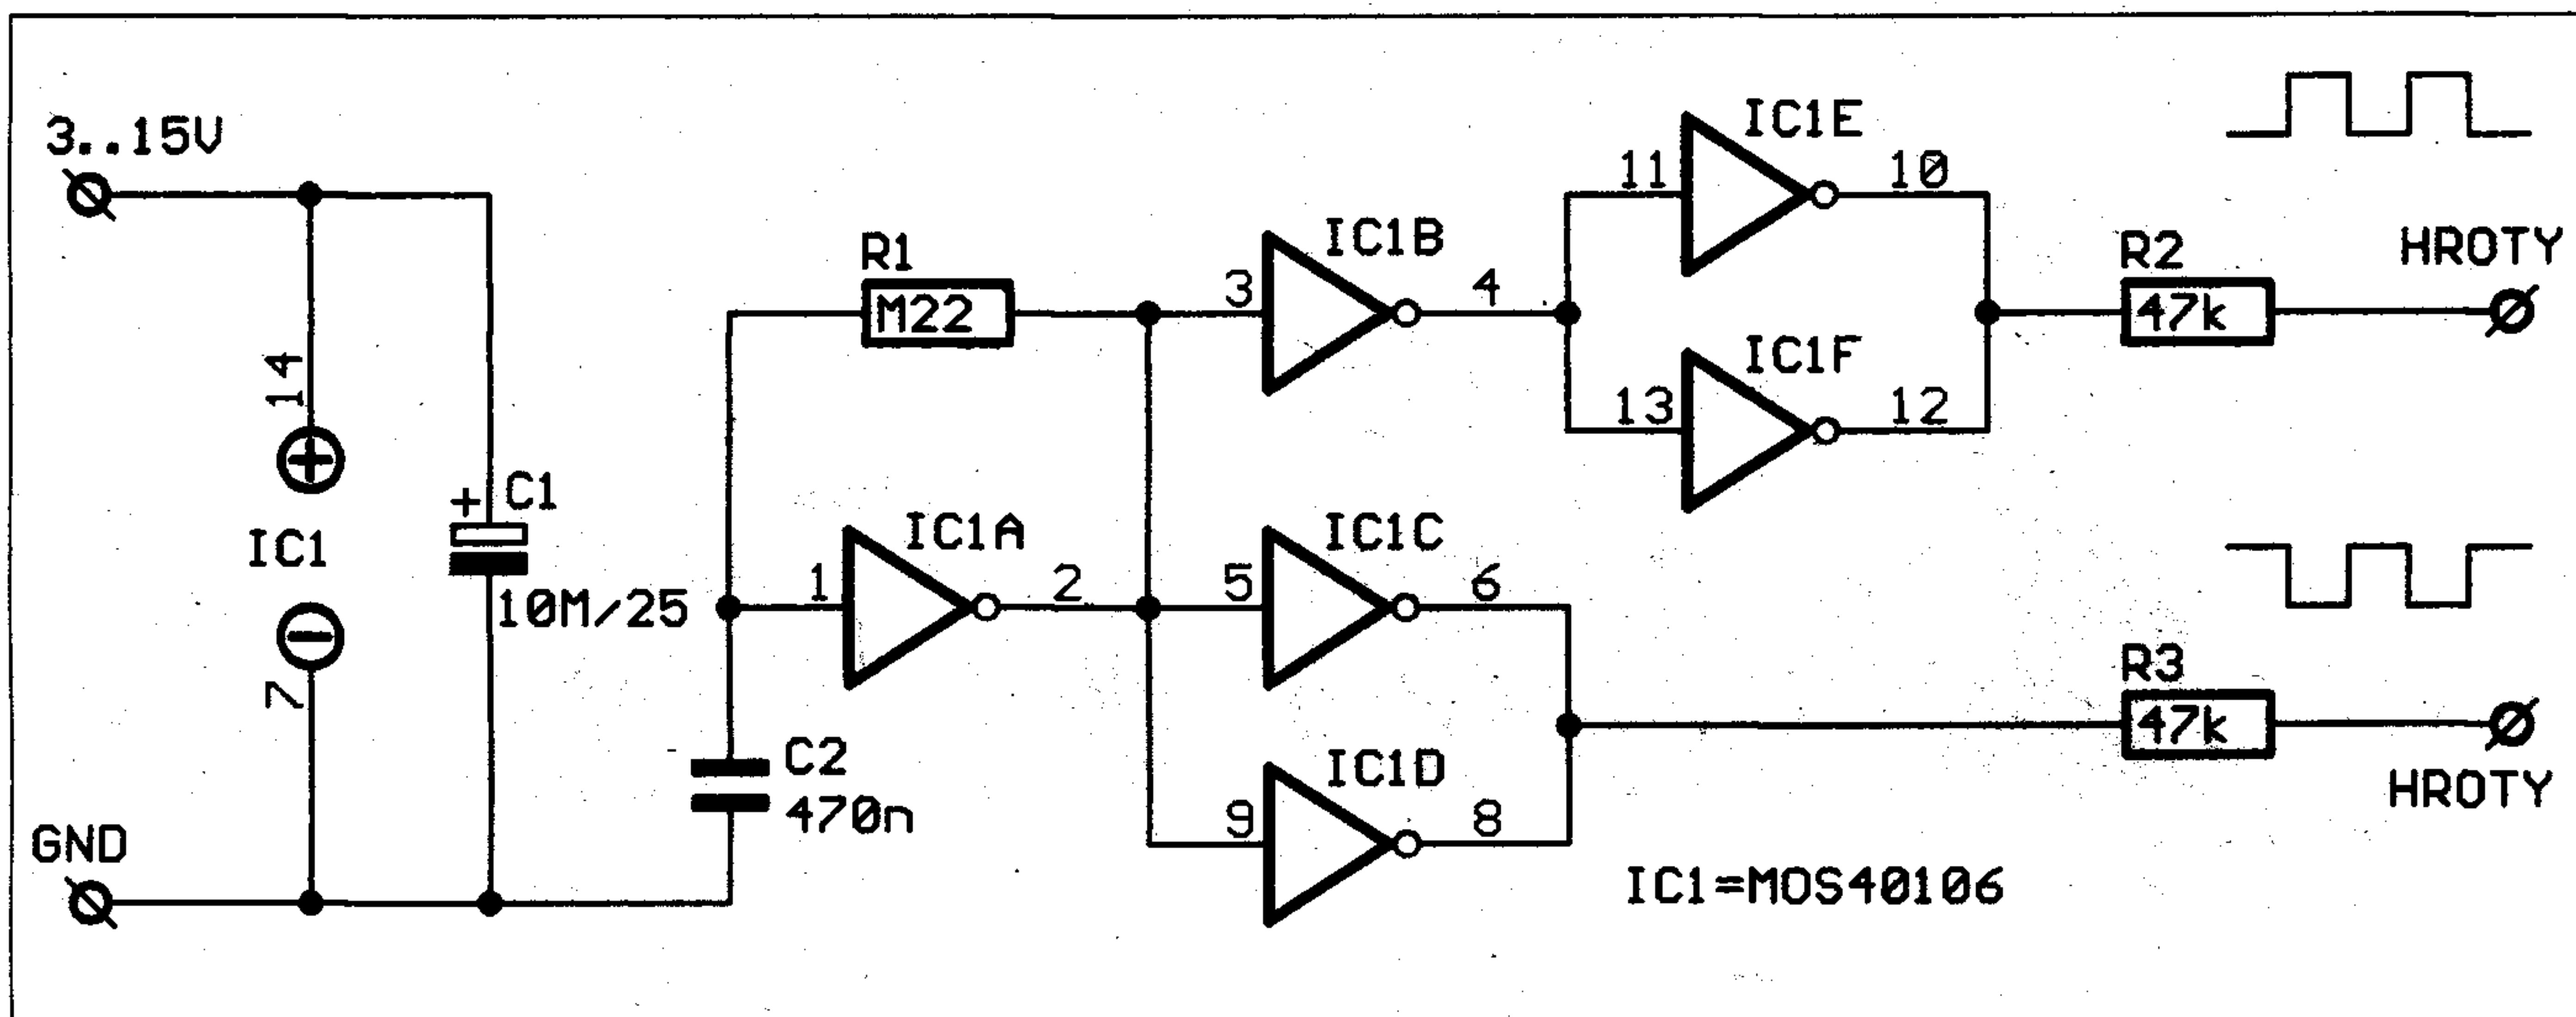 3..15V
14
IC1
7
GND
+
C1
10M/25
R1
M22
IC1A
1
2
C2
470n
IC1B
3
4
IC1C
5
6
IC1D
9
8
IC1E
11
10
IC1F
13
12
R2
47k
HROTY
R3
47k
HROTY
IC1=MOS40106